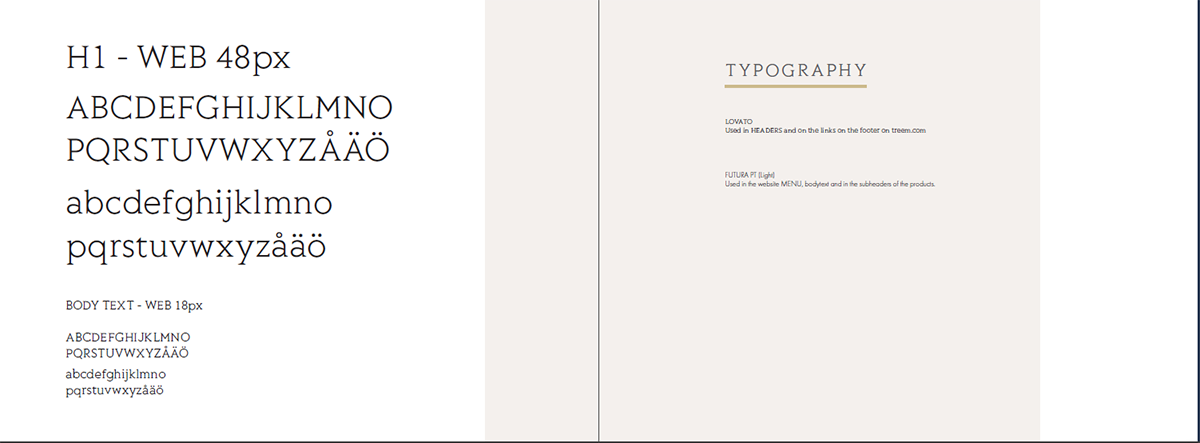 H1 - WEB 48px
ABCDEFGHIJKLMNO
PQRSTUVWXYZÅÄÖ
abcdefghijklmno
pqrstuvwxyzåäö
BODY TEXT - WEB 18px
ABCDEFGHIJKLMNO
PQRSTUVWXYZÅÄÖ
abcdefghijklmno
pqrstuvwxyzåäö
TYPOGRAPHY
LOVATO
Used in HEADERS and on the links on the footer on treem.com
FUTURA PT (Light)
Used in the website MENU, bodytext and in the subheaders of the products.